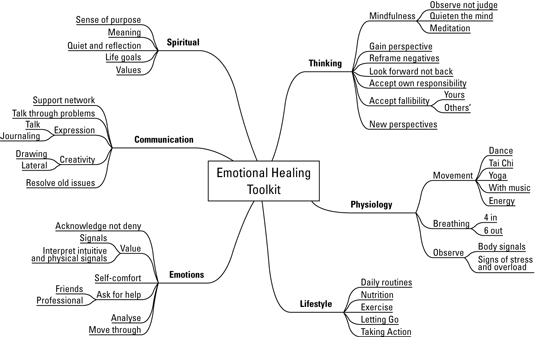 Emotional Healing
Toolkit
Spiritual
Sense of purpose
Meaning
Quiet and reflection
Life goals
Values
Communication
Support network
Talk through problems
Expression
Talk
Journaling
Creativity
Drawing
Lateral
Resolve old issues
Emotions
Acknowledge not deny
Value
Signals
Interpret intuitive
and physical signals
Self-comfort
Ask for help
Friends
Professional
Analyse
Move through
Thinking
Mindfulness
Observe not judge
Quieten the mind
Meditation
Gain perspective
Reframe negatives
Look forward not back
Accept own responsibility
Accept fallibility
Yours
Others'
New perspectives
Physiology
Movement
Dance
Tai Chi
Yoga
With music
Energy
Breathing
4 in
6 out
Observe
Body signals
Signs of stress
and overload
Lifestyle
Daily routines
Nutrition
Exercise
Letting Go
Taking Action